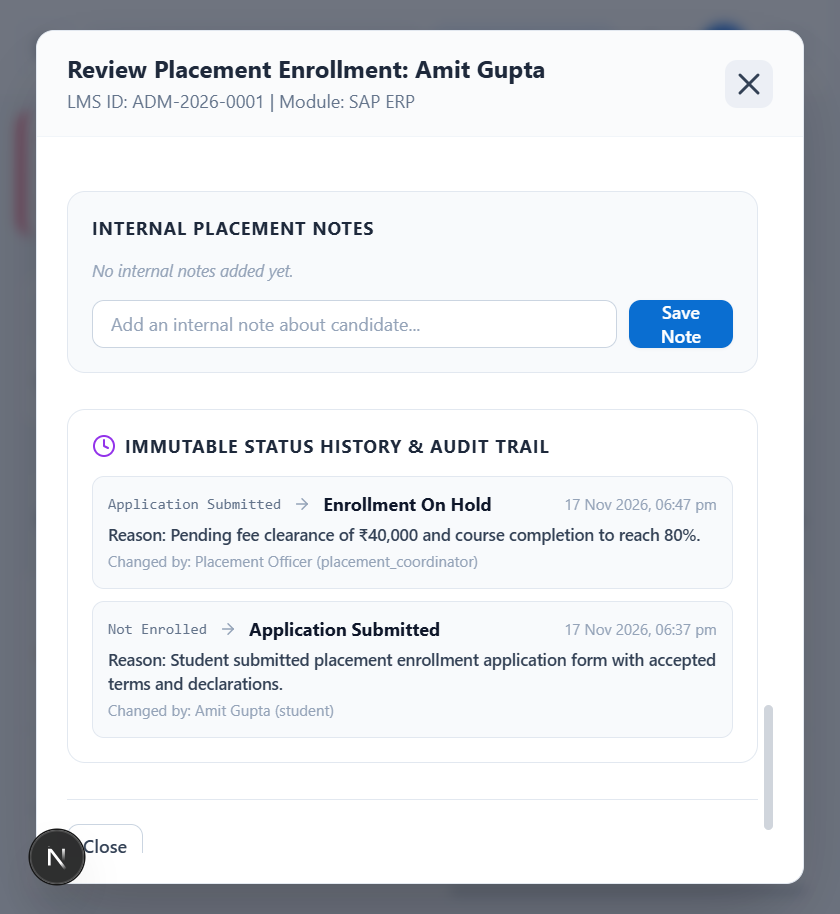 Review Placement Enrollment: Amit Gupta
LMS ID: ADM-2026-0001 | Module: SAP ERP
INTERNAL PLACEMENT NOTES
No internal notes added yet.
Add an internal note about candidate...
Save
Note
IMMUTABLE STATUS HISTORY & AUDIT TRAIL
Application Submitted → Enrollment On Hold 17 Nov 2026, 06:47 pm
Reason: Pending fee clearance of ₹40,000 and course completion to reach 80%.
Changed by: Placement Officer (placement_coordinator)
Not Enrolled → Application Submitted 17 Nov 2026, 06:37 pm
Reason: Student submitted placement enrollment application form with accepted
terms and declarations.
Changed by: Amit Gupta (student)
Close
N